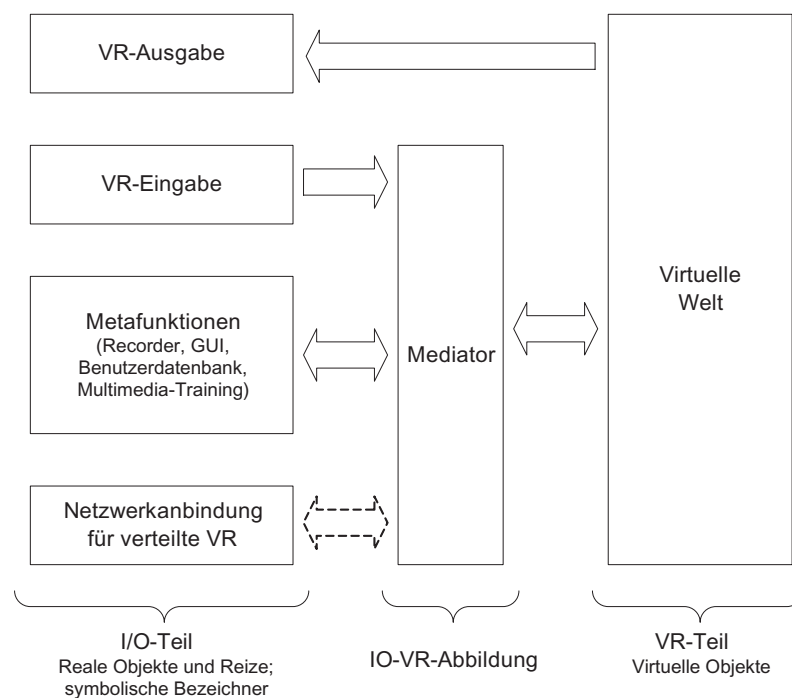 VR-Ausgabe
VR-Eingabe
Metafunktionen
(Recorder, GUI,
Benutzerdatenbank,
Multimedia-Training)
Netzwerkanbindung
für verteilte VR
Mediator
Virtuelle
Welt
I/O-Teil
Reale Objekte und Reize;
symbolische Bezeichner
IO-VR-Abbildung
VR-Teil
Virtuelle Objekte